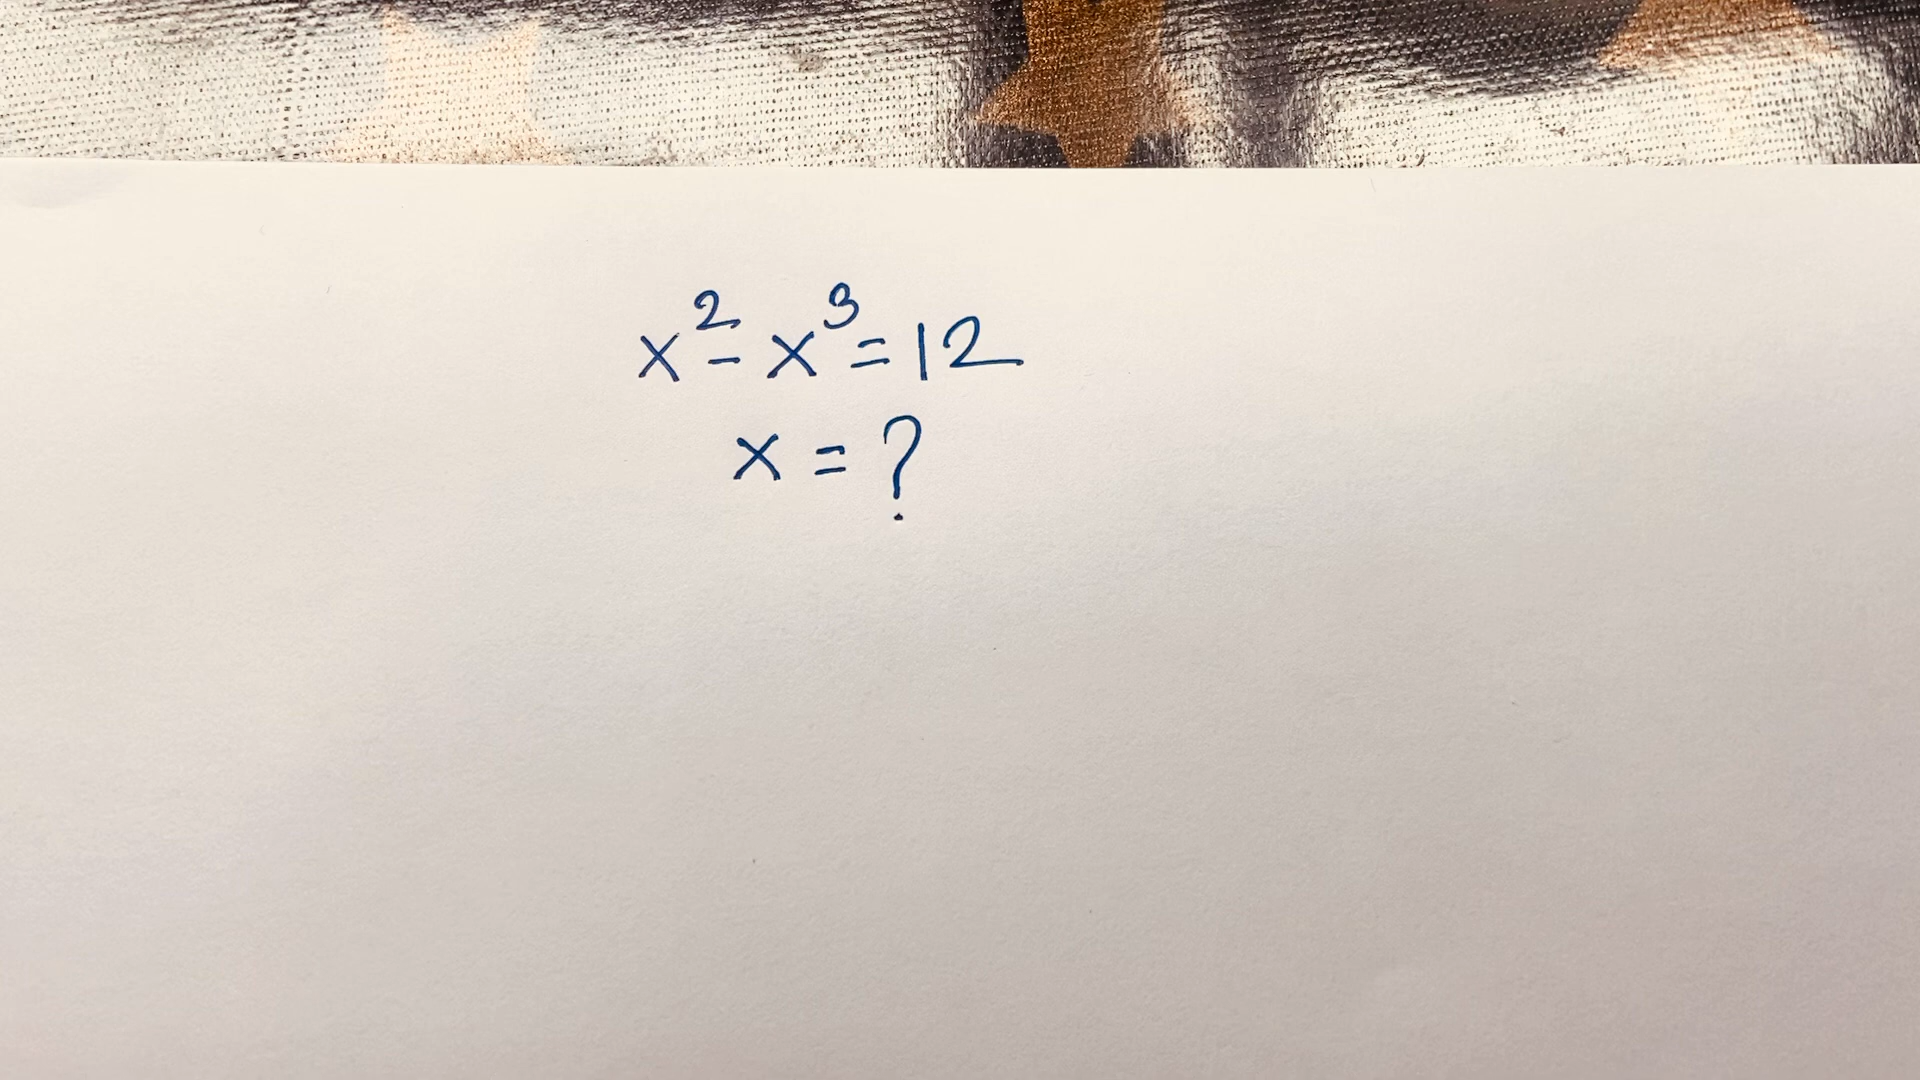 x² - x³ = 12
x = ?